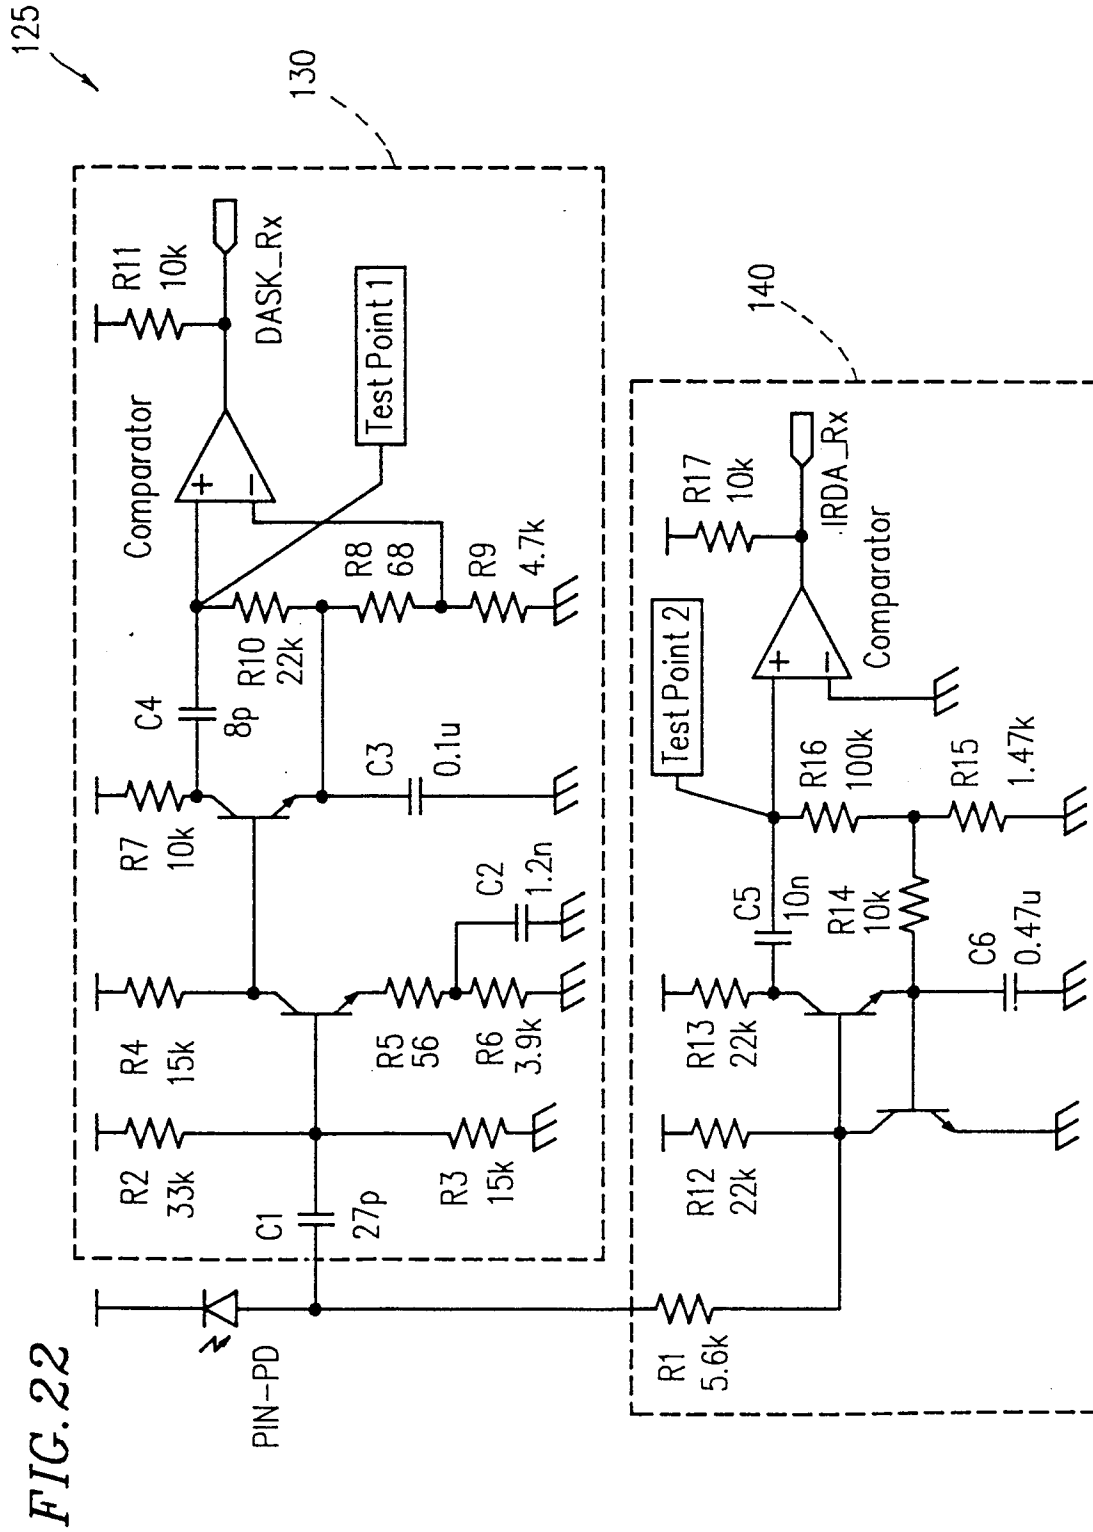 FIG.22
125
130
PIN-PD
C1
27p
R2
33k
R3
15k
R4
15k
R5
56
R6
3.9k
C2
1.2n
R7
10k
C3
0.1u
C4
8p
R10
22k
R8
68
R9
4.7k
Comparator
+
−
Test Point 1
R11
10k
DASK_Rx
140
R1
5.6k
R12
22k
R13
22k
C5
10n
R14
10k
C6
0.47u
Test Point 2
R16
100k
R15
1.47k
+
−
Comparator
R17
10k
IRDA_Rx